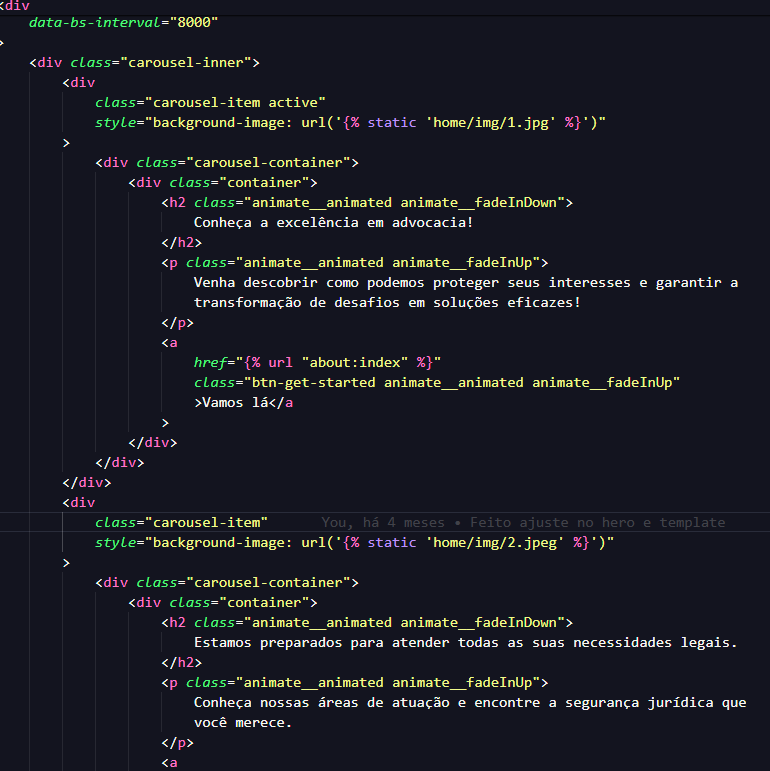 <div
data-bs-interval="8000"
>
<div class="carousel-inner">
<div
class="carousel-item active"
style="background-image: url('{% static 'home/img/1.jpg' %}')"
>
<div class="carousel-container">
<div class="container">
<h2 class="animate__animated animate__fadeInDown">
Conheça a excelência em advocacia!
</h2>
<p class="animate__animated animate__fadeInUp">
Venha descobrir como podemos proteger seus interesses e garantir a
transformação de desafios em soluções eficazes!
</p>
<a
href="{% url "about:index" %}"
class="btn-get-started animate__animated animate__fadeInUp"
>Vamos lá</a
>
</div>
</div>
</div>
<div
class="carousel-item" You, há 4 meses • Feito ajuste no hero e template
style="background-image: url('{% static 'home/img/2.jpeg' %}')"
>
<div class="carousel-container">
<div class="container">
<h2 class="animate__animated animate__fadeInDown">
Estamos preparados para atender todas as suas necessidades legais.
</h2>
<p class="animate__animated animate__fadeInUp">
Conheça nossas áreas de atuação e encontre a segurança jurídica que
você merece.
</p>
<a